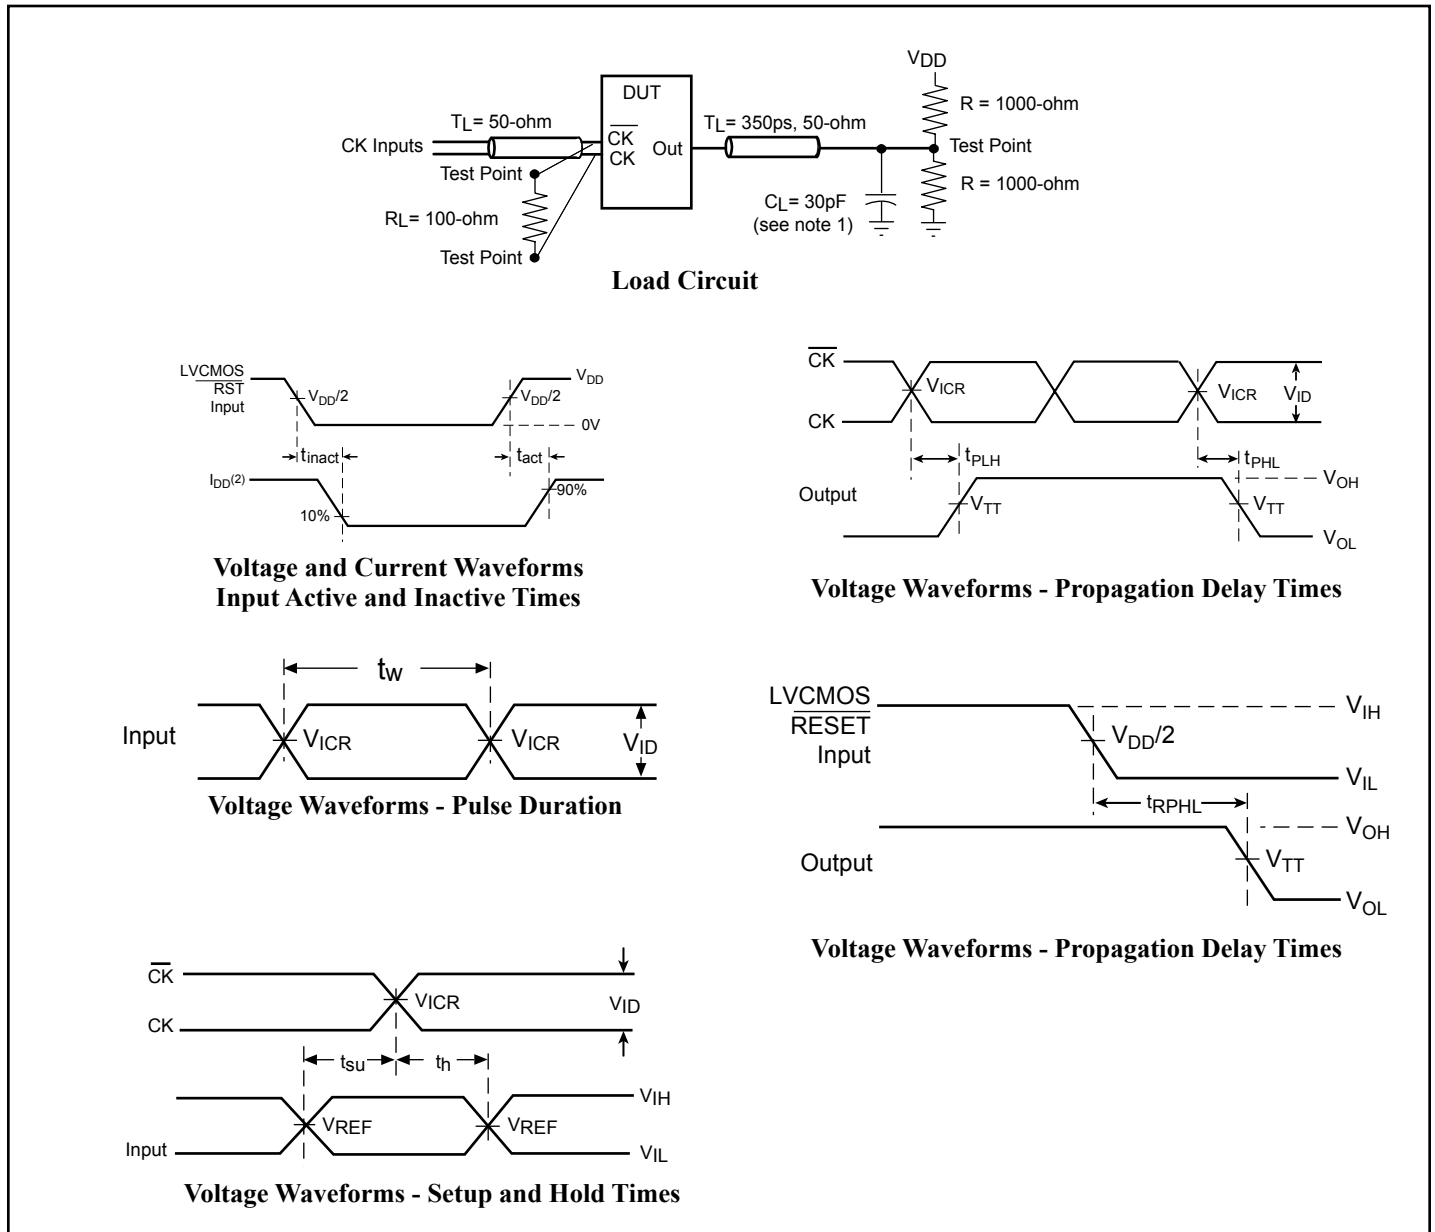 VDD
DUT
R = 1000-ohm
TL= 50-ohm
TL= 350ps, 50-ohm
CK Inputs
CK
CK
Out
Test Point
Test Point
R = 1000-ohm
RL= 100-ohm
CL= 30pF
(see note 1)
Test Point
Load Circuit
LVCMOS
RST
Input
VDD/2
VDD/2
VDD
0V
tinact
tact
IDD(2)
10%
90%
Voltage and Current Waveforms
Input Active and Inactive Times
CK
CK
VICR
VICR
VID
tPLH
tPHL
Output
VTT
VTT
VOH
VOL
Voltage Waveforms - Propagation Delay Times
tw
Input
VICR
VICR
VID
Voltage Waveforms - Pulse Duration
LVCMOS
RESET
Input
VIH
VDD/2
VIL
tRPHL
Output
VOH
VTT
VOL
Voltage Waveforms - Propagation Delay Times
CK
CK
VICR
VID
tsu
th
Input
VREF
VREF
VIH
VIL
Voltage Waveforms - Setup and Hold Times